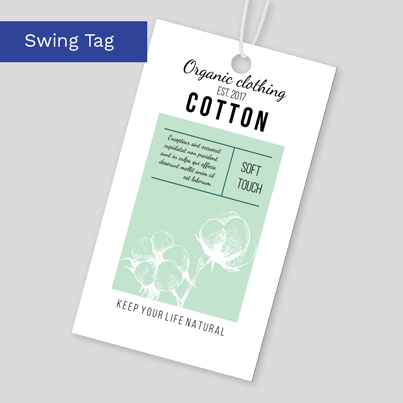 Swing Tag
Organic clothing
EST. 2017
COTTON
Excepteur sint occaecat
cupidatat non proident,
sunt in culpa qui officia
deserunt mollit anim id
est laborum.
SOFT
TOUCH
KEEP YOUR LIFE NATURAL